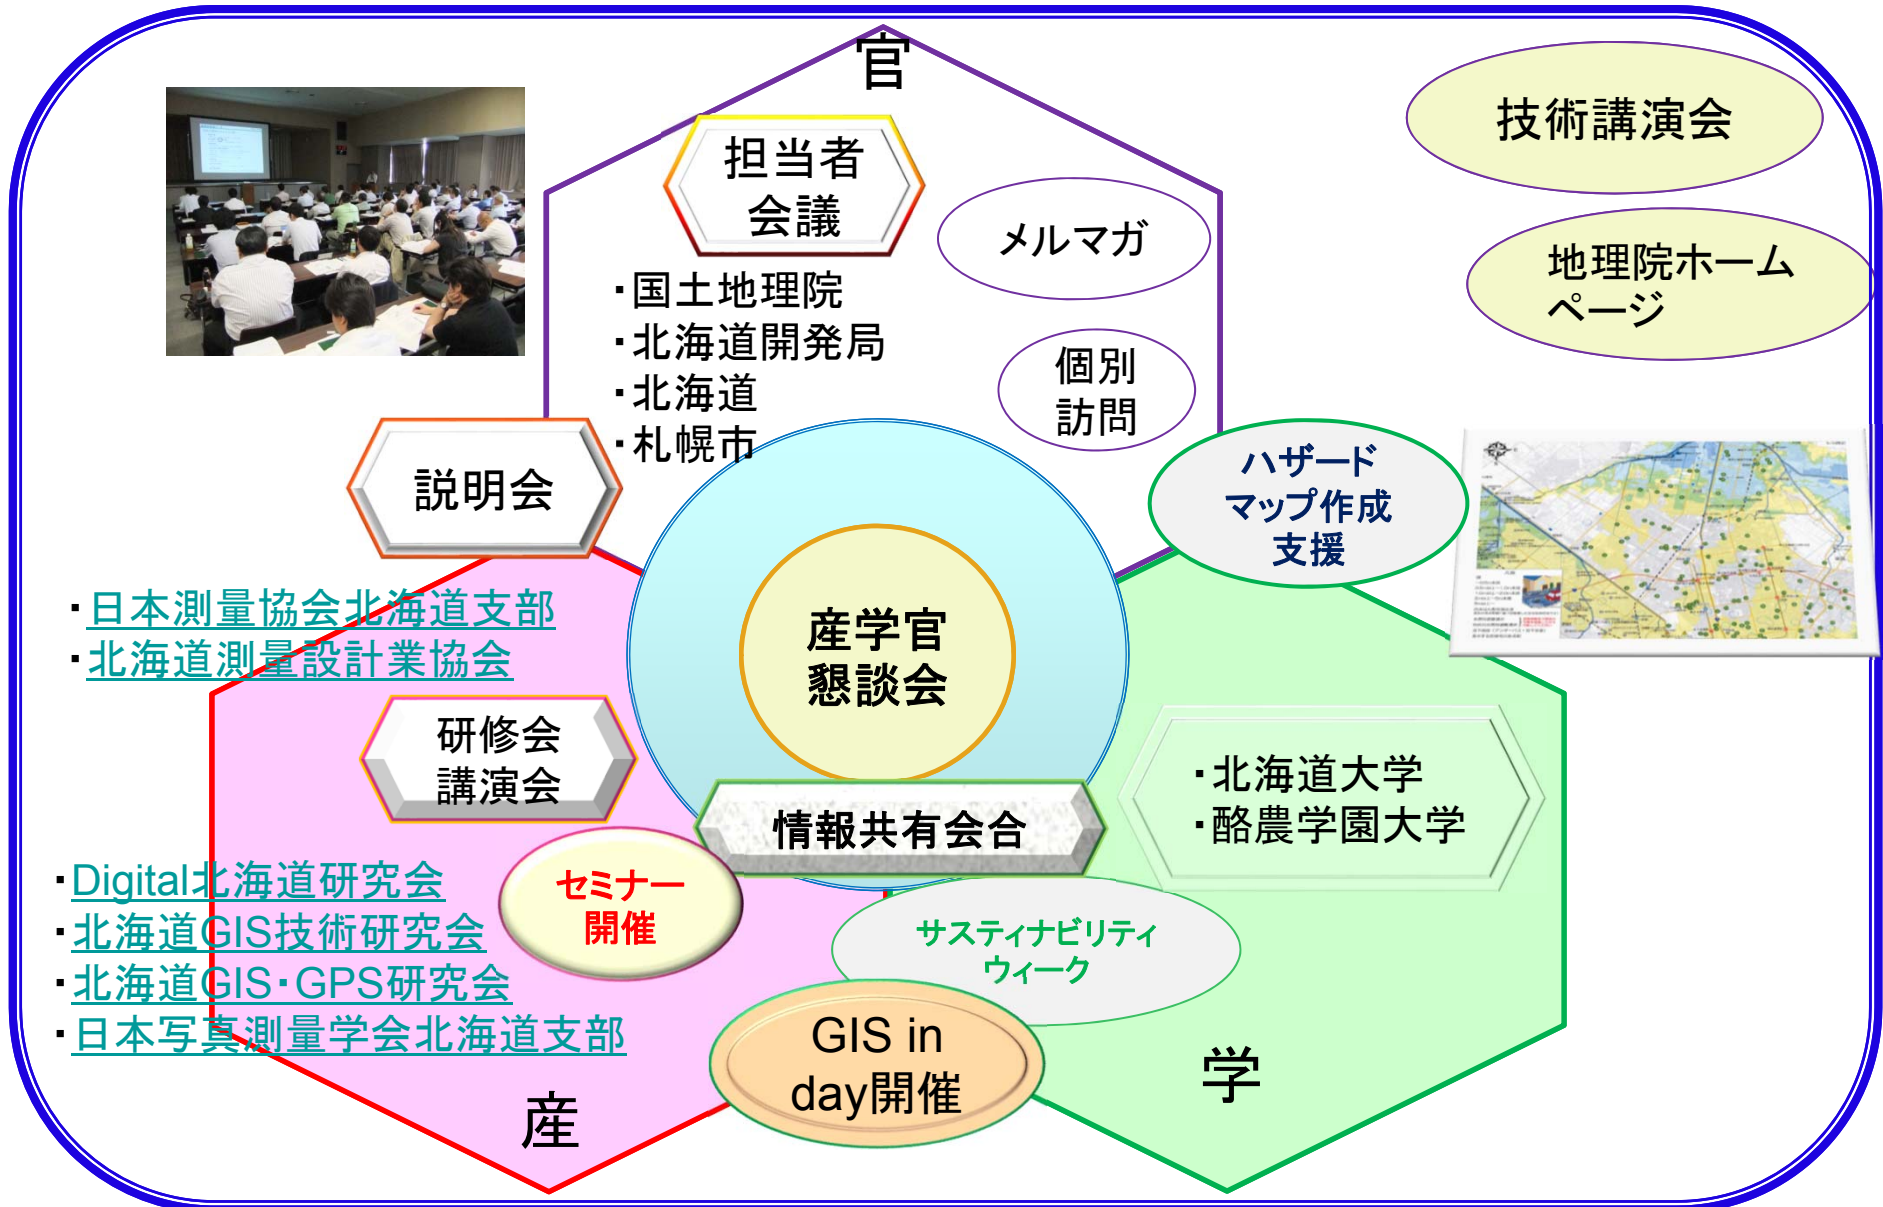 官
技術講演会
担当者
会議
メルマガ
地理院ホーム
ページ
・国土地理院
・北海道開発局
・北海道
・札幌市
個別
訪問
説明会
ハザード
マップ作成
支援
・日本測量協会北海道支部
・北海道測量設計業協会
産学官
懇談会
研修会
講演会
・北海道大学
・酪農学園大学
情報共有会合
・Digital北海道研究会
・北海道GIS技術研究会
・北海道GIS・GPS研究会
・日本写真測量学会北海道支部
セミナー
開催
サスティナビリティ
ウィーク
GIS in
day開催
産
学